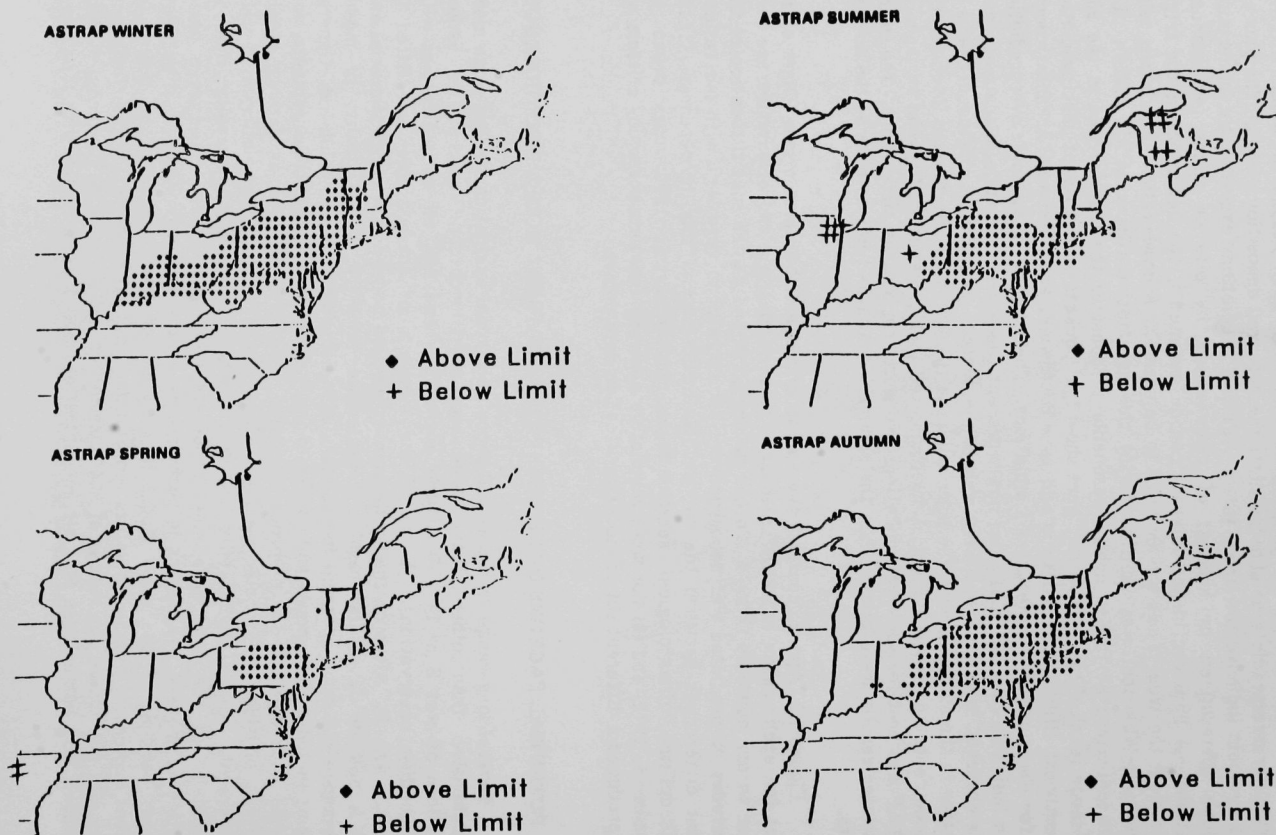 ASTRAP WINTER
◆ Above Limit
+ Below Limit
ASTRAP SUMMER
◆ Above Limit
+ Below Limit
ASTRAP SPRING
◆ Above Limit
+ Below Limit
ASTRAP AUTUMN
◆ Above Limit
+ Below Limit